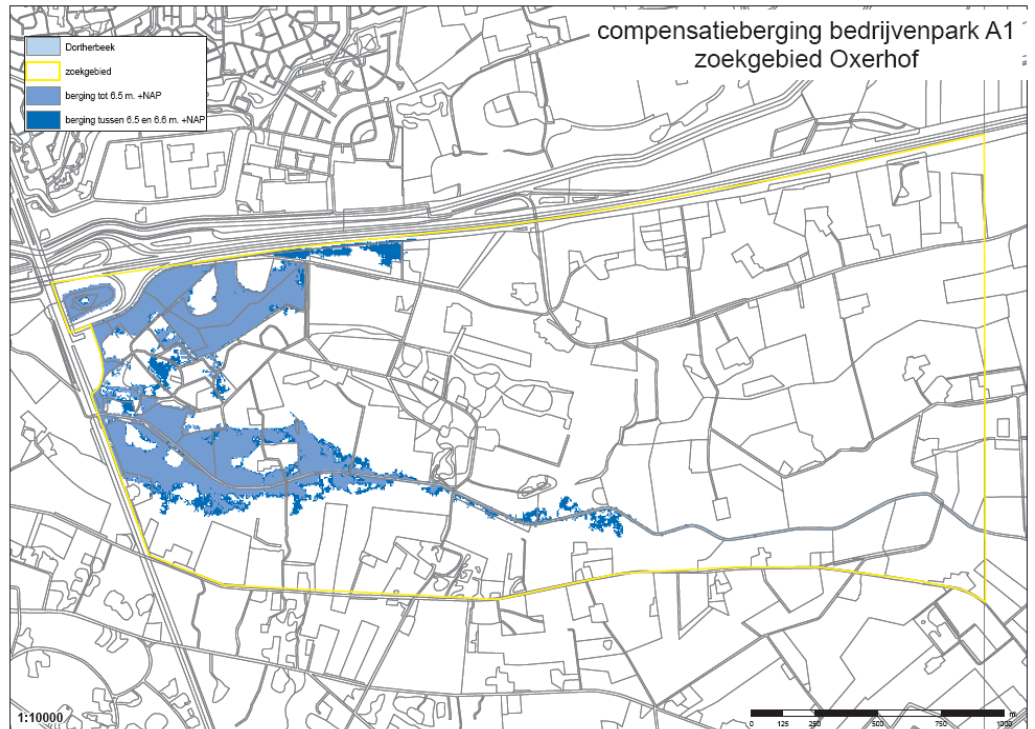 compensatieberging bedrijvenpark A1
zoekgebied Oxerhof
Dortherbeek
zoekgebied
berging tot 6.5 m. +NAP
berging tussen 6.5 en 6.6 m. +NAP
1:10000
m
0 125 250 500 750 1000